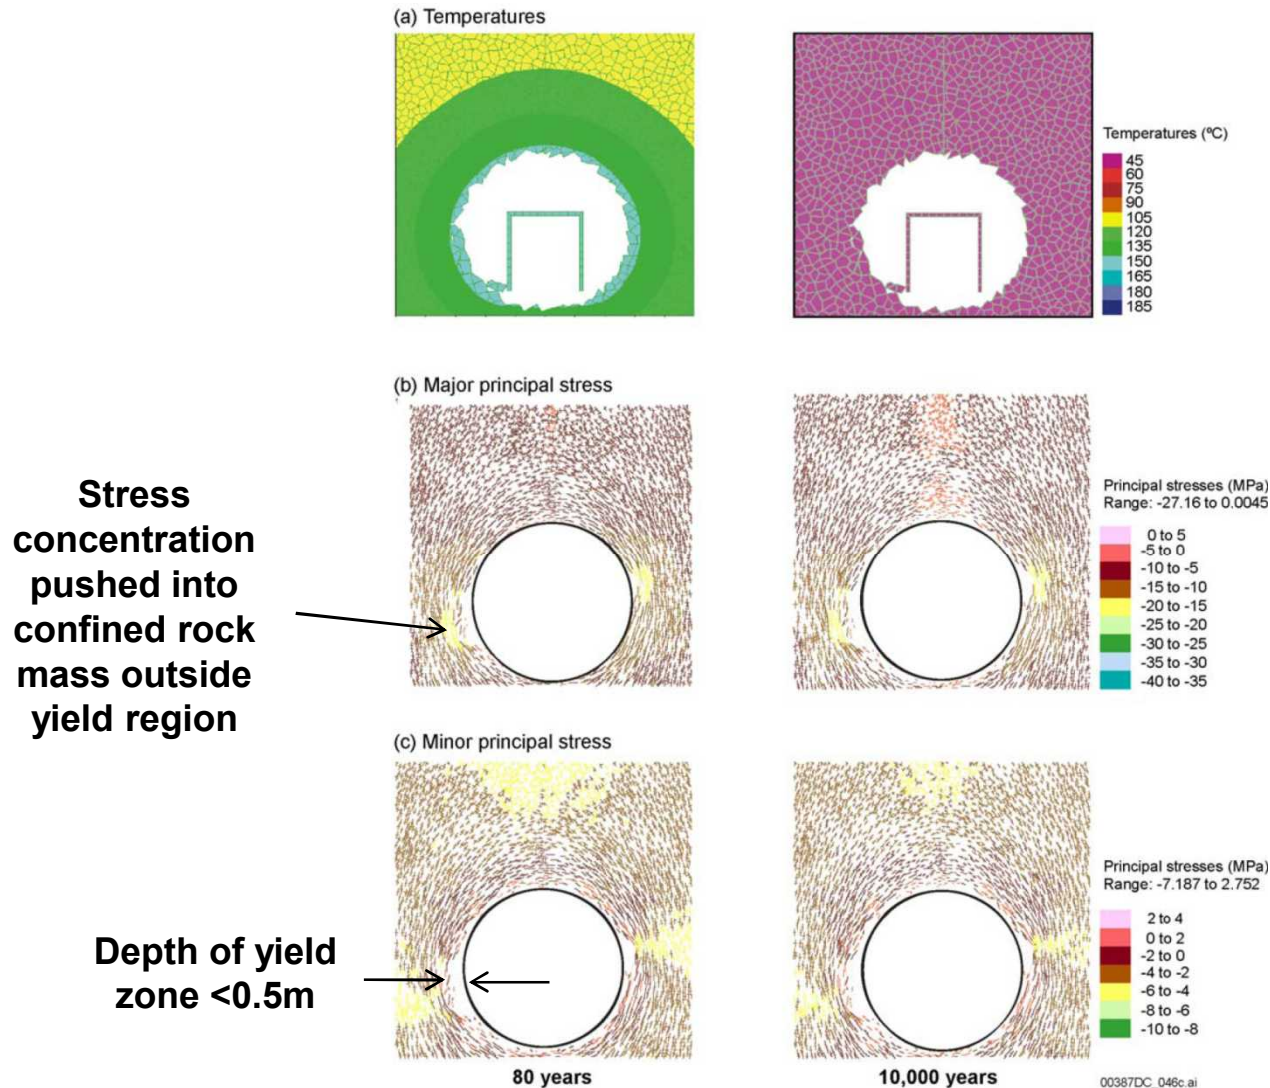 (a) Temperatures
Temperatures (ºC)
45
60
75
90
105
120
135
150
165
180
185
(b) Major principal stress
Stress
concentration
pushed into
confined rock
mass outside
yield region
Principal stresses (MPa)
Range: -27.16 to 0.0045
0 to 5
-5 to 0
-10 to -5
-15 to -10
-20 to -15
-25 to -20
-30 to -25
-35 to -30
-40 to -35
(c) Minor principal stress
Depth of yield
zone <0.5m
Principal stresses (MPa)
Range: -7.187 to 2.752
2 to 4
0 to 2
-2 to 0
-4 to -2
-6 to -4
-8 to -6
-10 to -8
80 years
10,000 years
00387DC_046c.ai